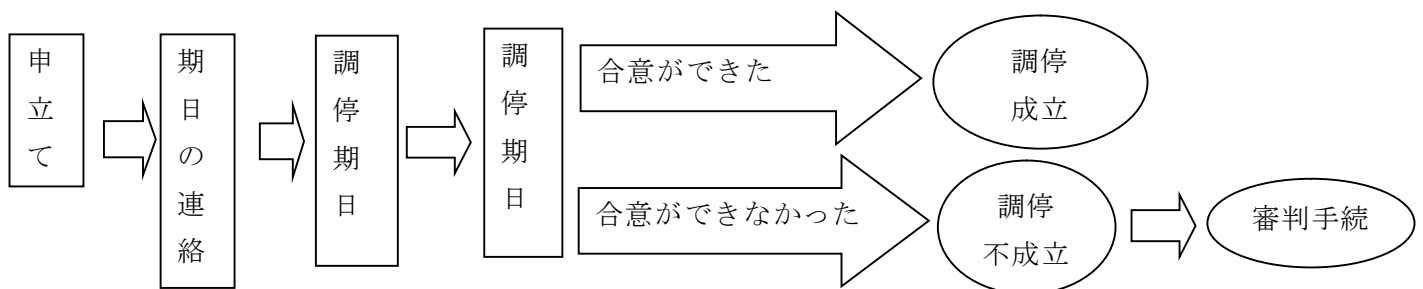 申立て
期日の連絡
調停期日
調停期日
合意ができた
調停
成立
合意ができなかった
調停
不成立
審判手続